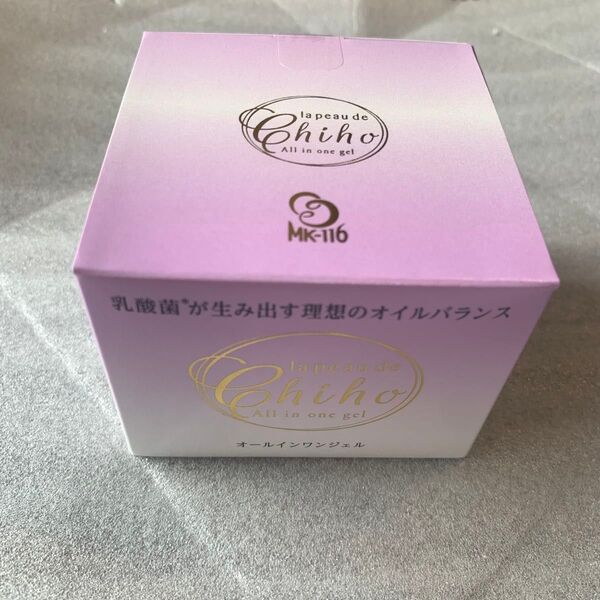 la peau de
Chiho
All in one gel
MK-116
乳酸菌*が生み出す理想のオイルバランス
la peau de
Chiho
All in one gel
オールインワンジェル